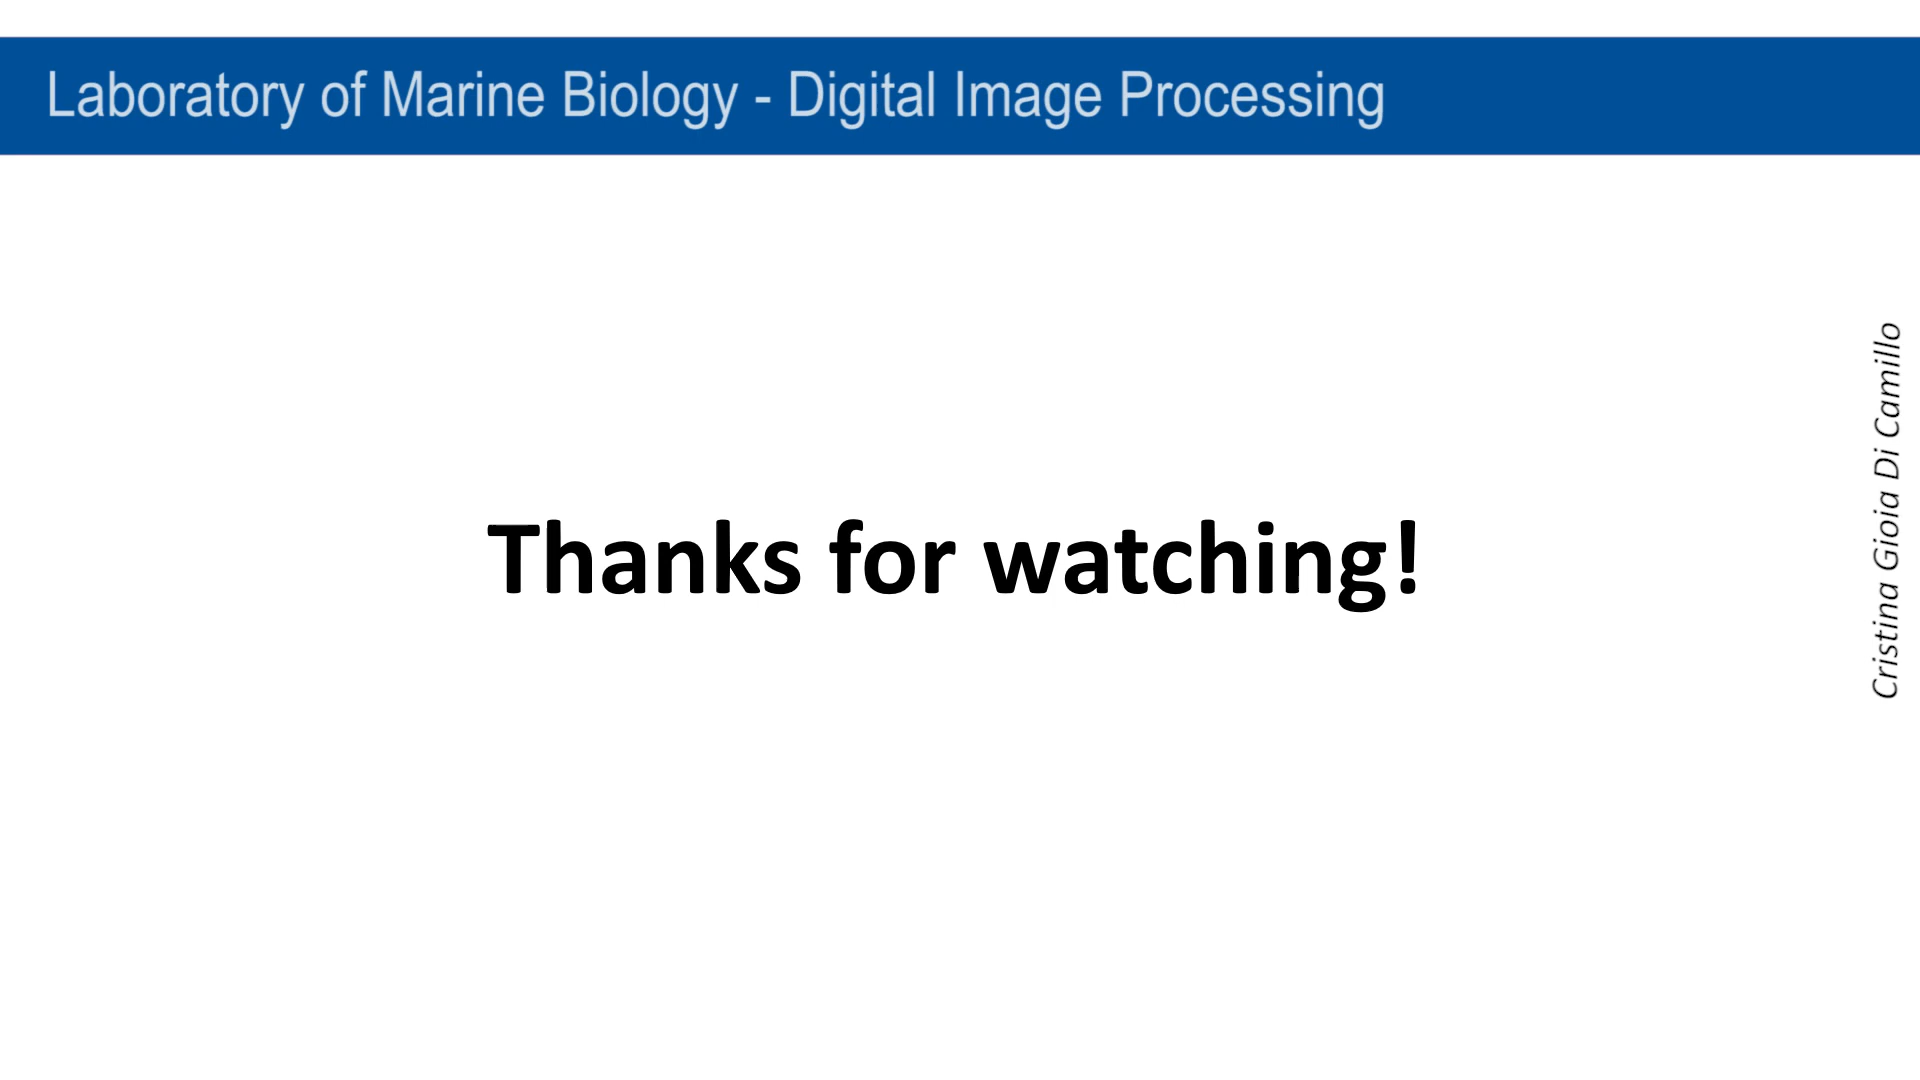 Laboratory of Marine Biology - Digital Image Processing
Thanks for watching!
Cristina Gioia Di Camillo